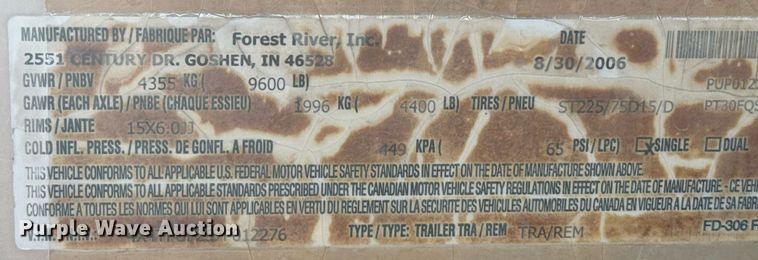 MANUFACTURED BY / FABRIQUE PAR: Forest River, Inc. DATE
2551 CENTURY DR. GOSHEN, IN 46528 8/30/2006
GVWR / PNBV 4355 KG ( 9600 LB) PUP01
GAWR (EACH AXLE) / PNBE (CHAQUE ESSIEU) 1996 KG ( 4400 LB) TIRES / PNEU ST225/75D15/D PT30FQS
RIMS / JANTE 15X6.0JJ
COLD INFL. PRESS. / PRESS. DE GONFL. A FROID 449 KPA ( 65 PSI / LPC) SINGLE DUAL
THIS VEHICLE CONFORMS TO ALL APPLICABLE U.S. FEDERAL MOTOR VEHICLE SAFETY STANDARDS IN EFFECT ON THE DATE OF MANUFACTURE SHOWN ABOVE.
THIS VEHICLE CONFORMS TO ALL APPLICABLE STANDARDS PRESCRIBED UNDER THE CANADIAN MOTOR VEHICLE SAFETY REGULATIONS IN EFFECT ON THE DATE OF MANUFACTURE. - CE VEH
CONFORME A TOUTES LES NORMES QUI LUI SONT APPLICABLES EN VERTU DU REGLEMENT SUR LA SECURITE DES VEHICULES AUTOMOBILES DU CANADA EN VIGUEUR A LA DATE DE SA FABR
012276 TYPE / TYPE: TRAILER TRA / REM TRA/REM FD-306 F
Purple Wave Auction